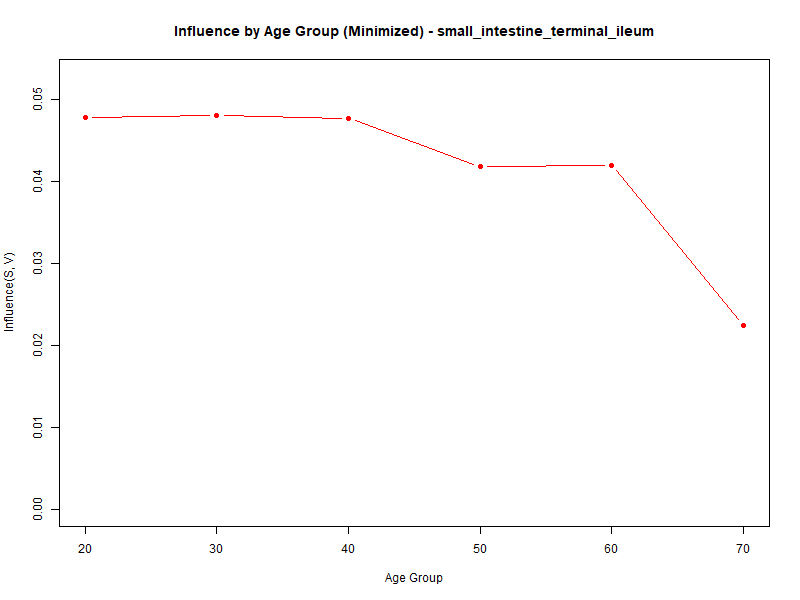 Influence by Age Group (Minimized) - small_intestine_terminal_ileum
Influence(S, V)
0.05
0.04
0.03
0.02
0.01
0.00
20 30 40 50 60 70
Age Group